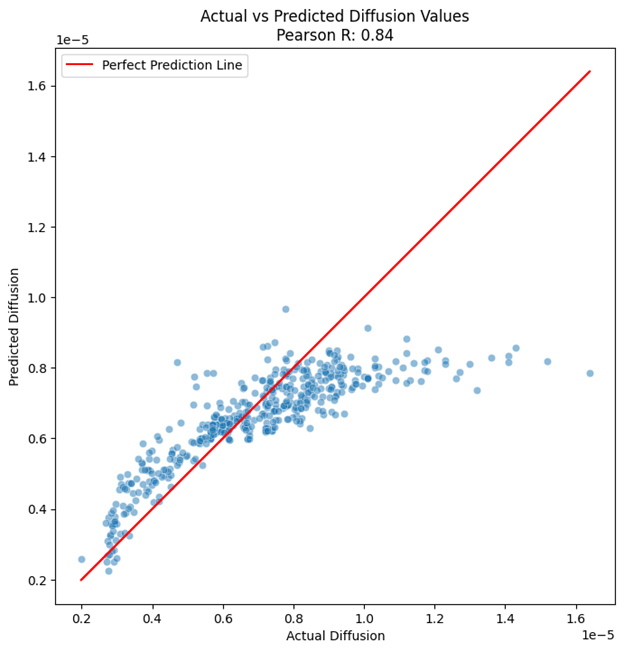 Actual vs Predicted Diffusion Values
Pearson R: 0.84
1e−5
Perfect Prediction Line
1.6
1.4
1.2
1.0
0.8
0.6
0.4
0.2
Predicted Diffusion
0.2 0.4 0.6 0.8 1.0 1.2 1.4 1.6
Actual Diffusion
1e−5